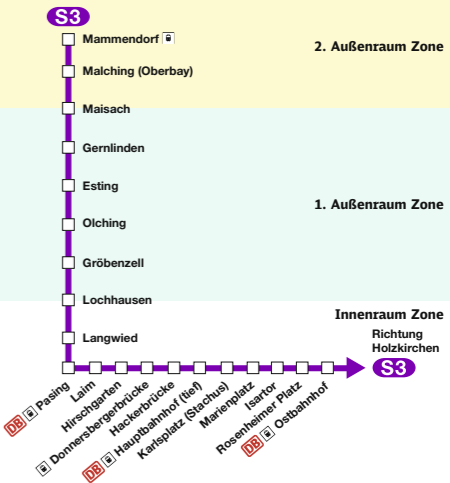 S3
Mammendorf
2. Außenraum Zone
Malching (Oberbay)
Maisach
Gernlinden
Esting
1. Außenraum Zone
Olching
Gröbenzell
Lochhausen
Innenraum Zone
Langwied
Richtung
Holzkirchen
S3
DB Pasing
Laim
Hirschgarten
Donnersbergerbrücke
Hackerbrücke
DB Hauptbahnhof (tief)
Karlsplatz (Stachus)
Marienplatz
Isartor
Rosenheimer Platz
DB Ostbahnhof